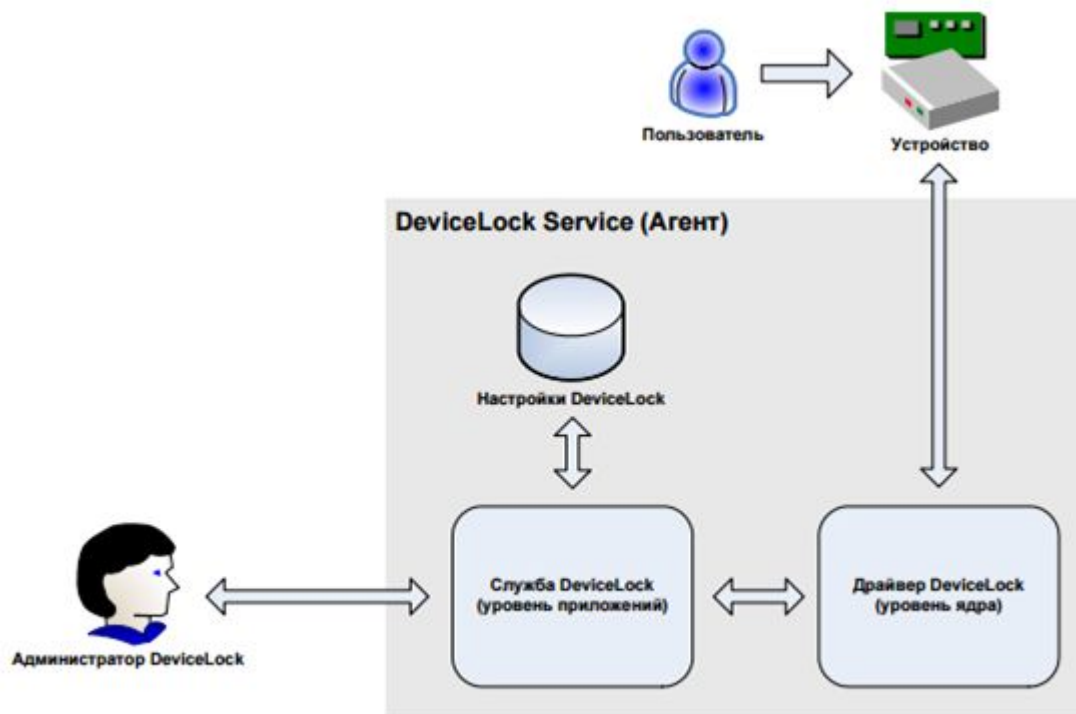 Пользователь
Устройство
DeviceLock Service (Агент)
Настройки DeviceLock
Служба DeviceLock
(уровень приложений)
Драйвер DeviceLock
(уровень ядра)
Администратор DeviceLock